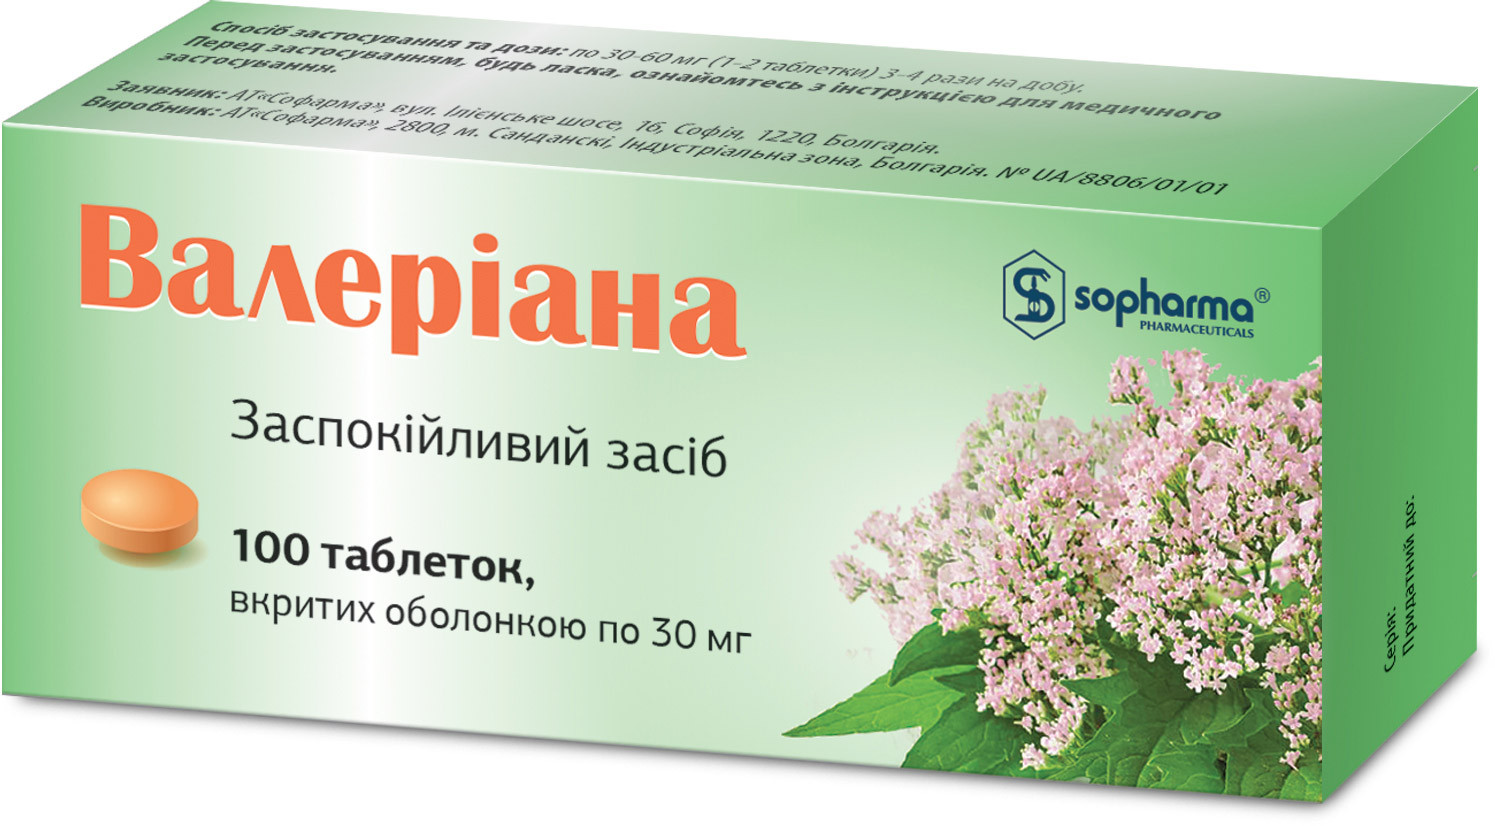 Спосіб застосування та дози: по 30-60 мг (1-2 таблетки) 3-4 рази на добу.
Перед застосуванням, будь ласка, ознайомтесь з інструкцією для медичного
застосування.
Заявник: АТ«Софарма», вул. Ілієнське шосе, 16, Софія, 1220, Болгарія.
Виробник: АТ«Софарма», 2800, м. Санданскі, Індустріальна зона, Болгарія. № UA/8806/01/01
Валеріана
sopharma®
PHARMACEUTICALS
Заспокійливий засіб
100 таблеток,
вкритих оболонкою по 30 мг
Серія:
Придатний до: